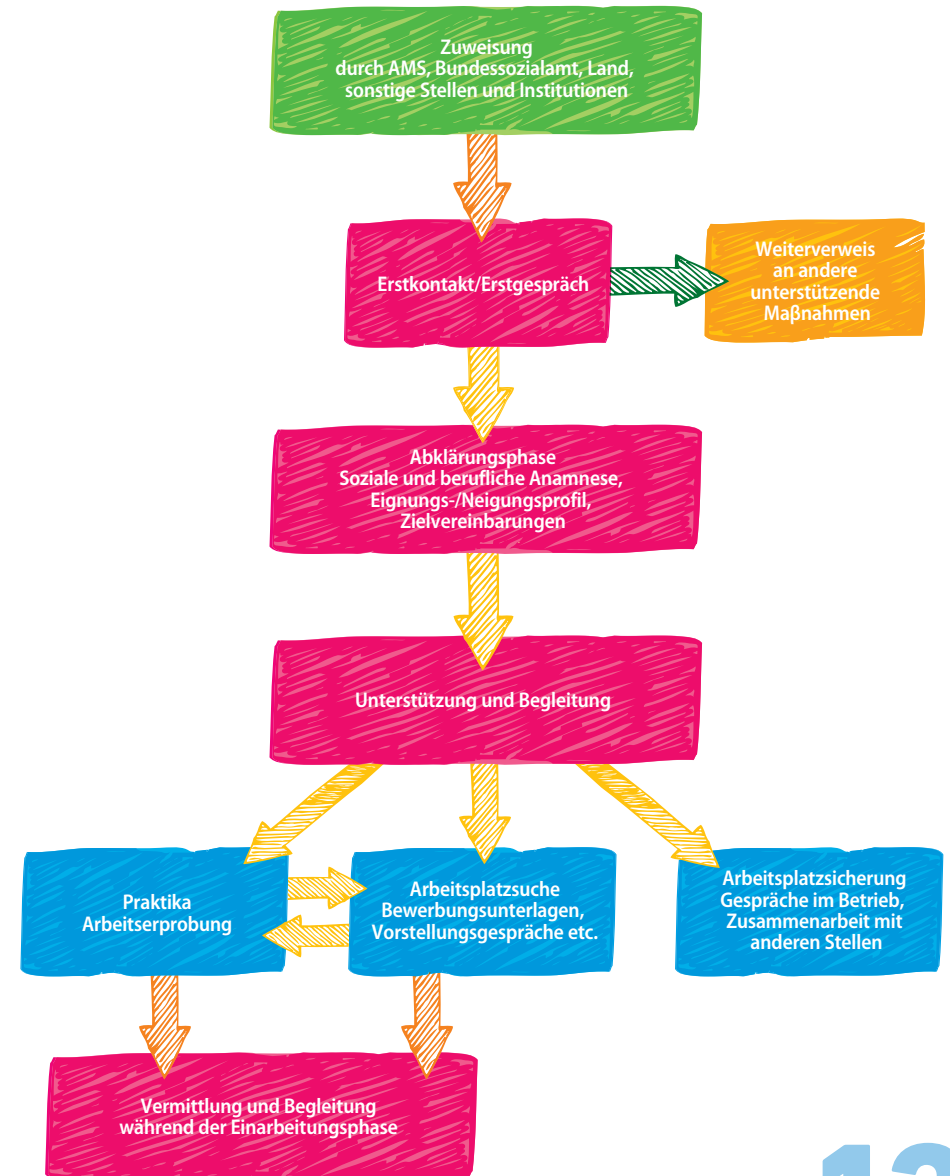 Zuweisung
durch AMS, Bundessozialamt, Land,
sonstige Stellen und Institutionen
Erstkontakt/Erstgespräch
Weiterverweis
an andere
unterstützende
Maßnahmen
Abklärungsphase
Soziale und berufliche Anamnese,
Eignungs-/Neigungsprofil,
Zielvereinbarungen
Unterstützung und Begleitung
Praktika
Arbeitserprobung
Arbeitsplatzsuche
Bewerbungsunterlagen,
Vorstellungsgespräche etc.
Arbeitsplatzsicherung
Gespräche im Betrieb,
Zusammenarbeit mit
anderen Stellen
Vermittlung und Begleitung
während der Einarbeitungsphase